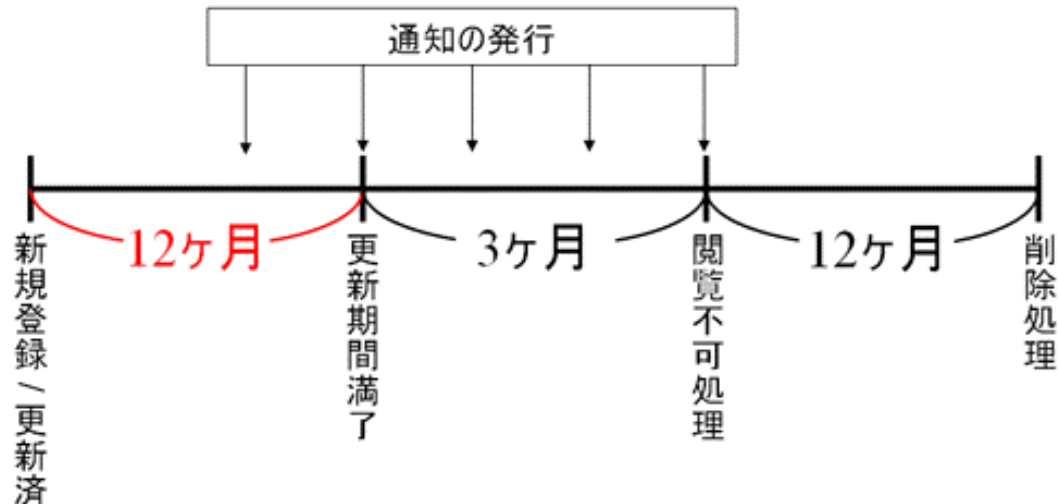 通知の発行
12ヶ月
3ヶ月
12ヶ月
新規登録/更新済
更新期間満了
閲覧不可処理
削除処理